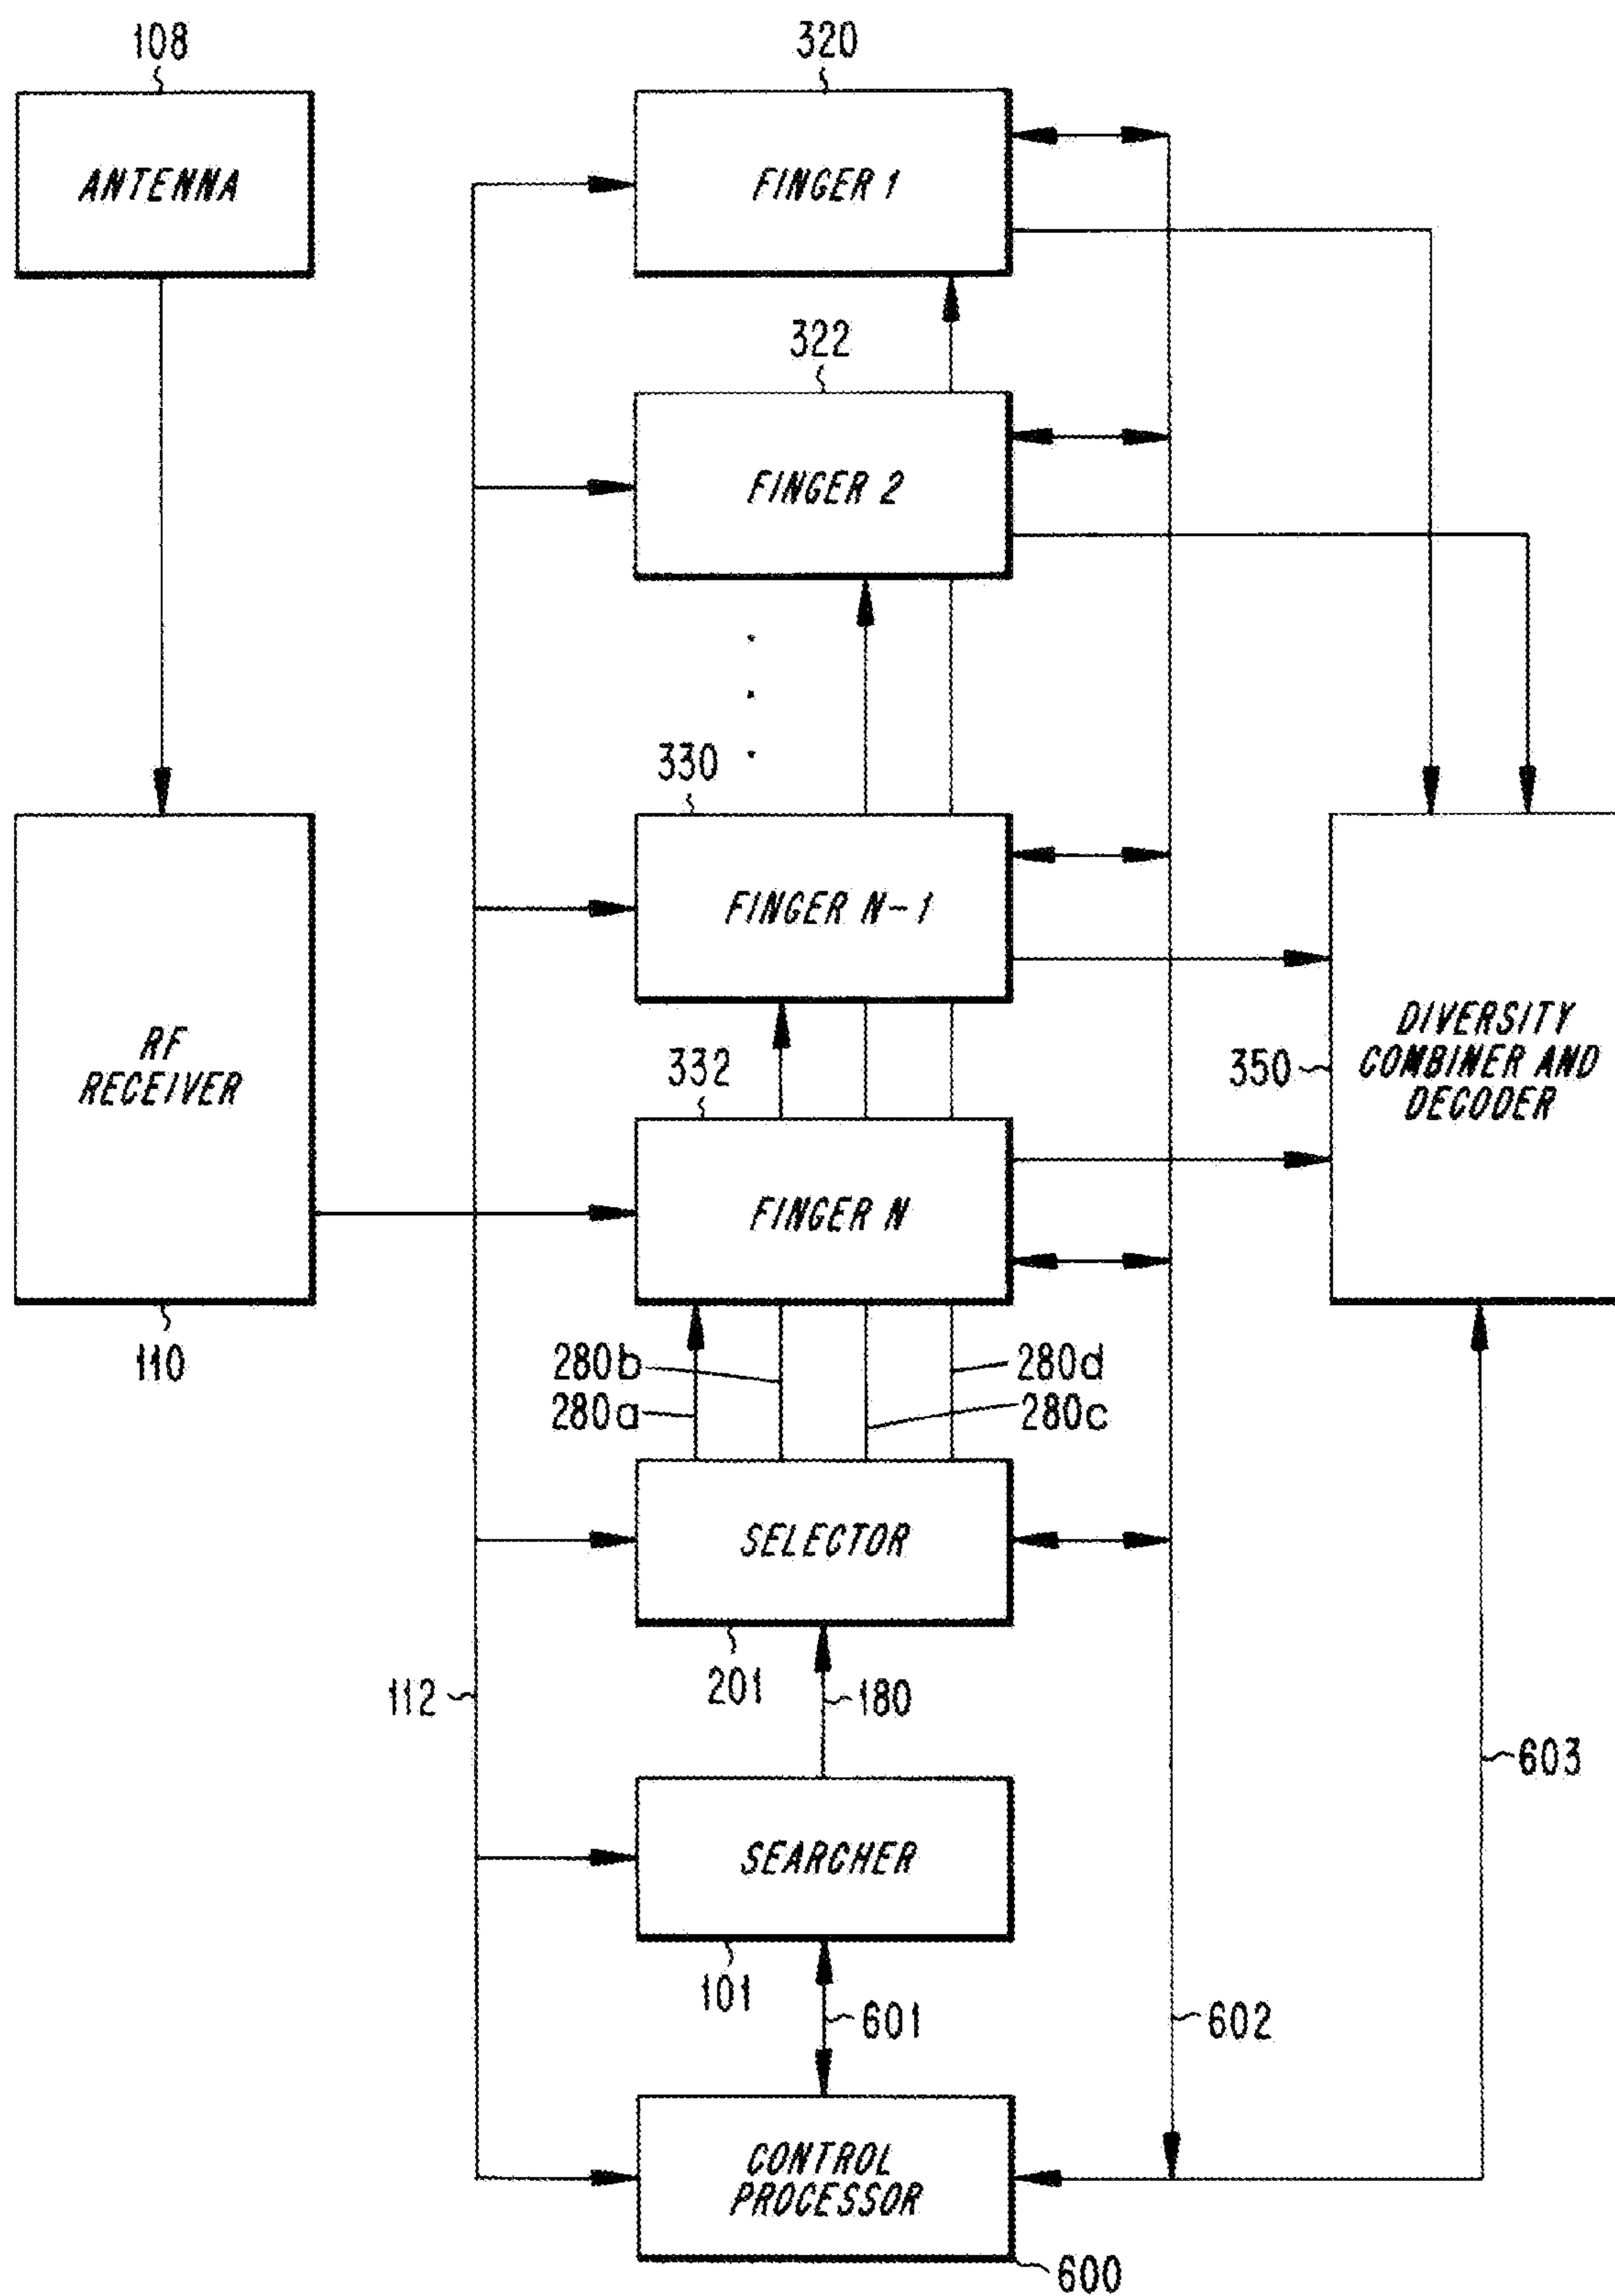 108
ANTENNA
320
FINGER 1
322
FINGER 2
330
FINGER N-1
332
FINGER N
RF
RECEIVER
110
350
DIVERSITY
COMBINER AND
DECODER
280b
280a
280d
280c
SELECTOR
201
112
180
603
SEARCHER
101
601
602
CONTROL
PROCESSOR
600